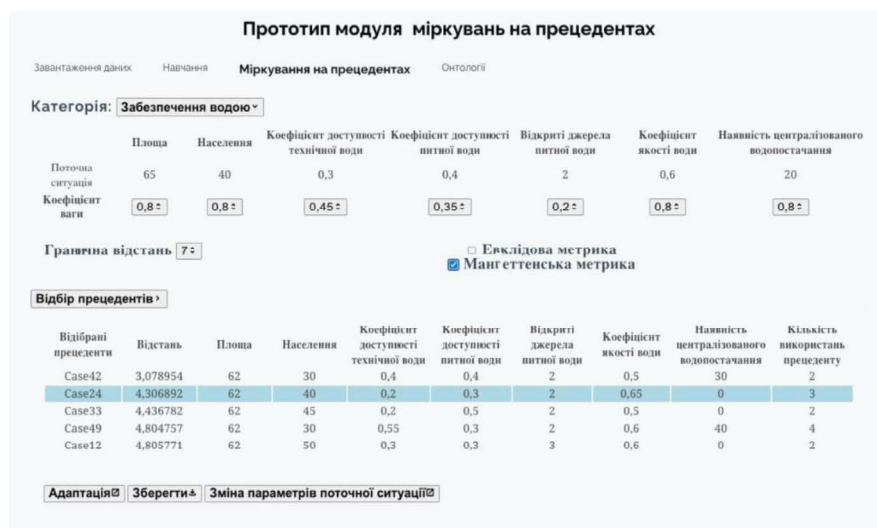 Прототип модуля міркувань на прецедентах
Завантаження даних Навчання Міркування на прецедентах Онтології
Категорія: Забезпечення водою
Площа Населення Коефіцієнт доступності технічної води Коефіцієнт доступності питної води Відкриті джерела питної води Коефіцієнт якості води Наявність централізованого водопостачання
Поточна ситуація 65 40 0,3 0,4 2 0,6 20
Коефіцієнт ваги 0,8 0,8 0,45 0,35 0,2 0,8 0,8
Гранична відстань 7
Евклідова метрика
Мангеттенська метрика
Відбір прецедентів
Відібрані прецеденти Відстань Площа Населення Коефіцієнт доступності технічної води Коефіцієнт доступності питної води Відкриті джерела питної води Коефіцієнт якості води Наявність централізованого водопостачання Кількість використань прецеденту
Case42 3,078954 62 30 0,4 0,4 2 0,5 30 2
Case24 4,306892 62 40 0,2 0,3 2 0,65 0 3
Case33 4,436782 62 45 0,2 0,5 2 0,5 0 2
Case49 4,804757 62 30 0,55 0,3 2 0,6 40 4
Case12 4,805771 62 50 0,3 0,3 3 0,6 0 2
Адаптація Зберегти Зміна параметрів поточної ситуації